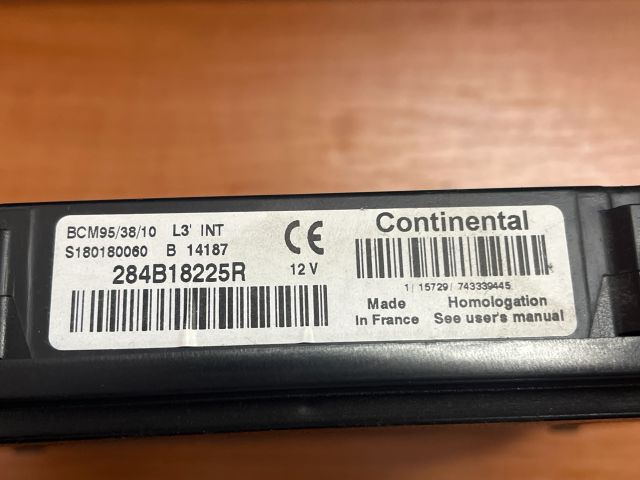 BCM95/38/10 L3' INT
S180180060 B 14187
284B18225R
CE
12 V
Continental
1 15729 743339445
Made In France
Homologation See user's manual